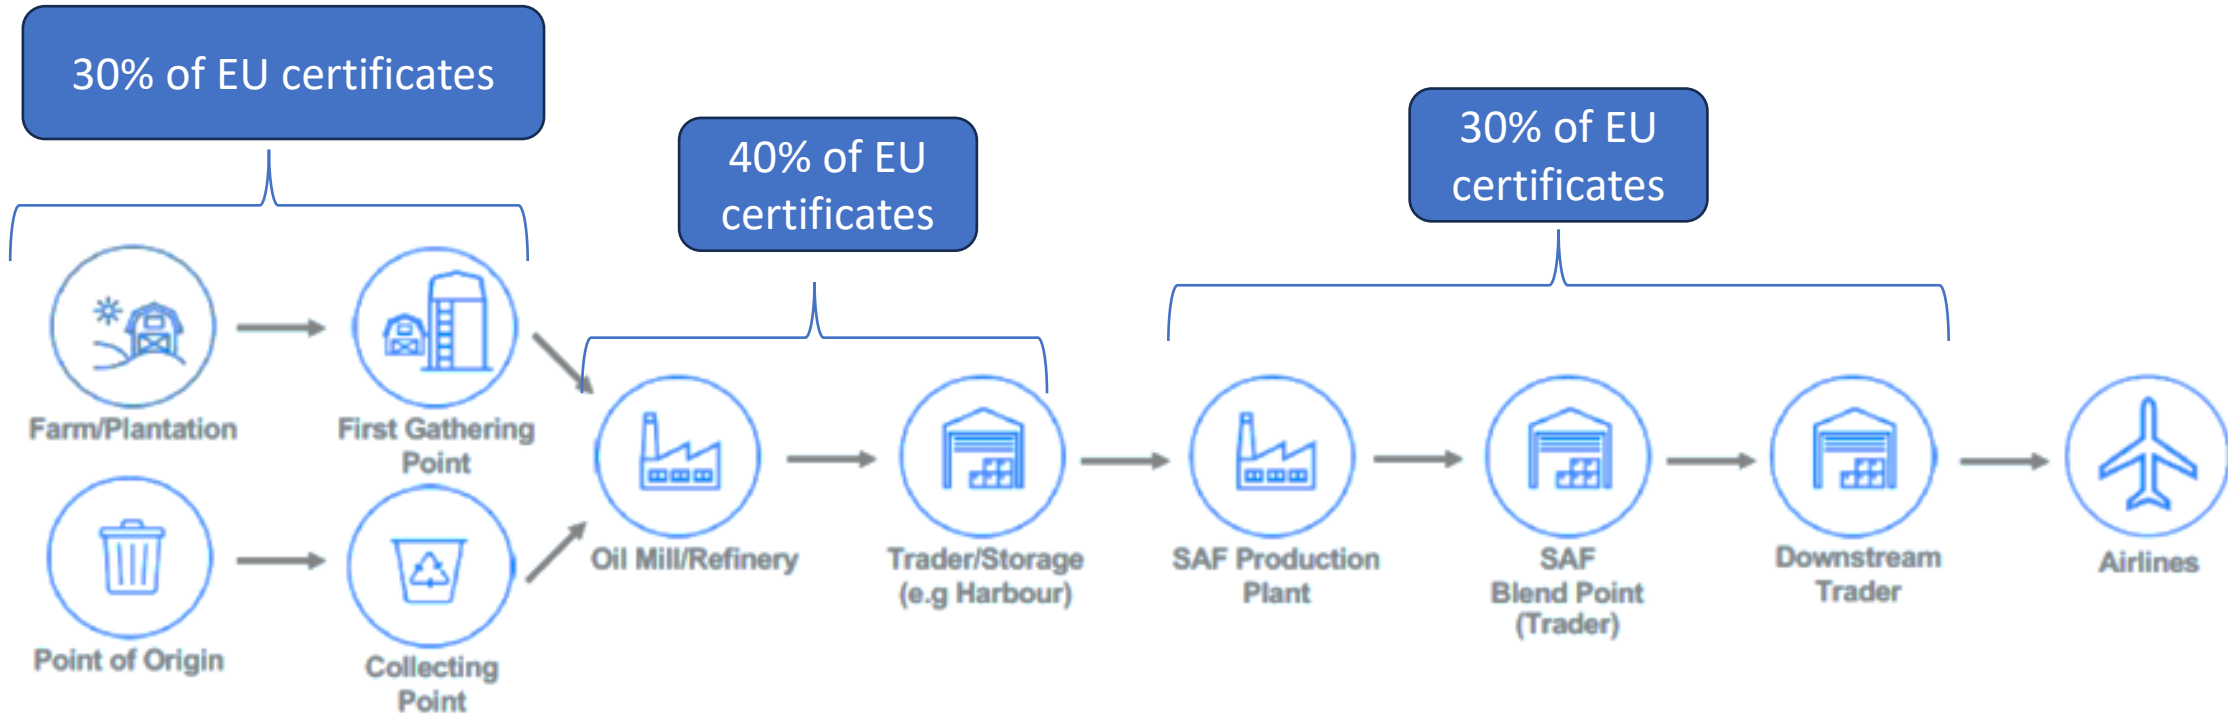 30% of EU certificates
40% of EU
certificates
30% of EU
certificates
Farm/Plantation
First Gathering
Point
Point of Origin
Collecting
Point
Oil Mill/Refinery
Trader/Storage
(e.g Harbour)
SAF Production
Plant
SAF
Blend Point
(Trader)
Downstream
Trader
Airlines